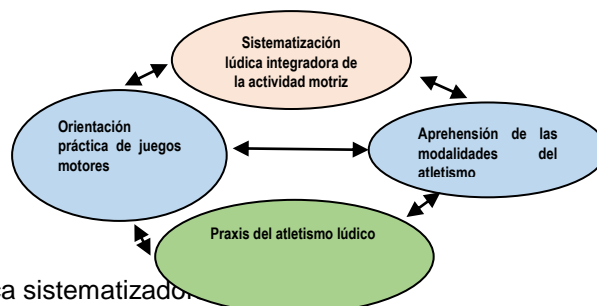 Sistematización
lúdica integradora de
la actividad motriz
Orientación
práctica de juegos
motores
Aprehensión de las
modalidades del
atletismo
Praxis del atletismo lúdico